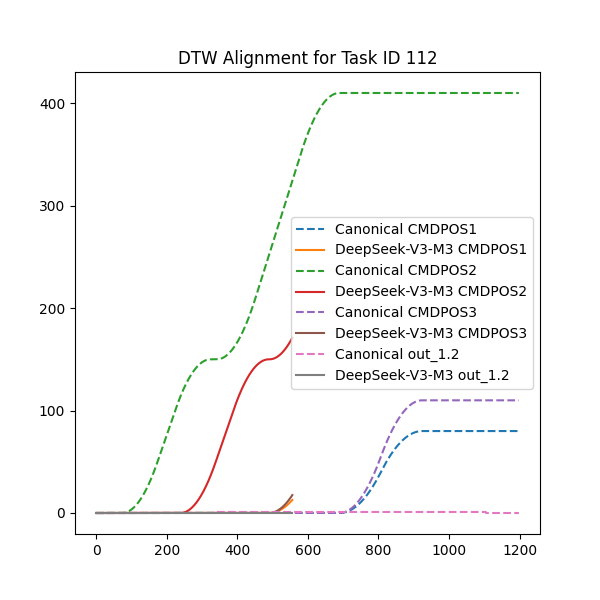 DTW Alignment for Task ID 112
400
300
200
100
0
Canonical CMDPOS1
DeepSeek-V3-M3 CMDPOS1
Canonical CMDPOS2
DeepSeek-V3-M3 CMDPOS2
Canonical CMDPOS3
DeepSeek-V3-M3 CMDPOS3
Canonical out_1.2
DeepSeek-V3-M3 out_1.2
0 200 400 600 800 1000 1200